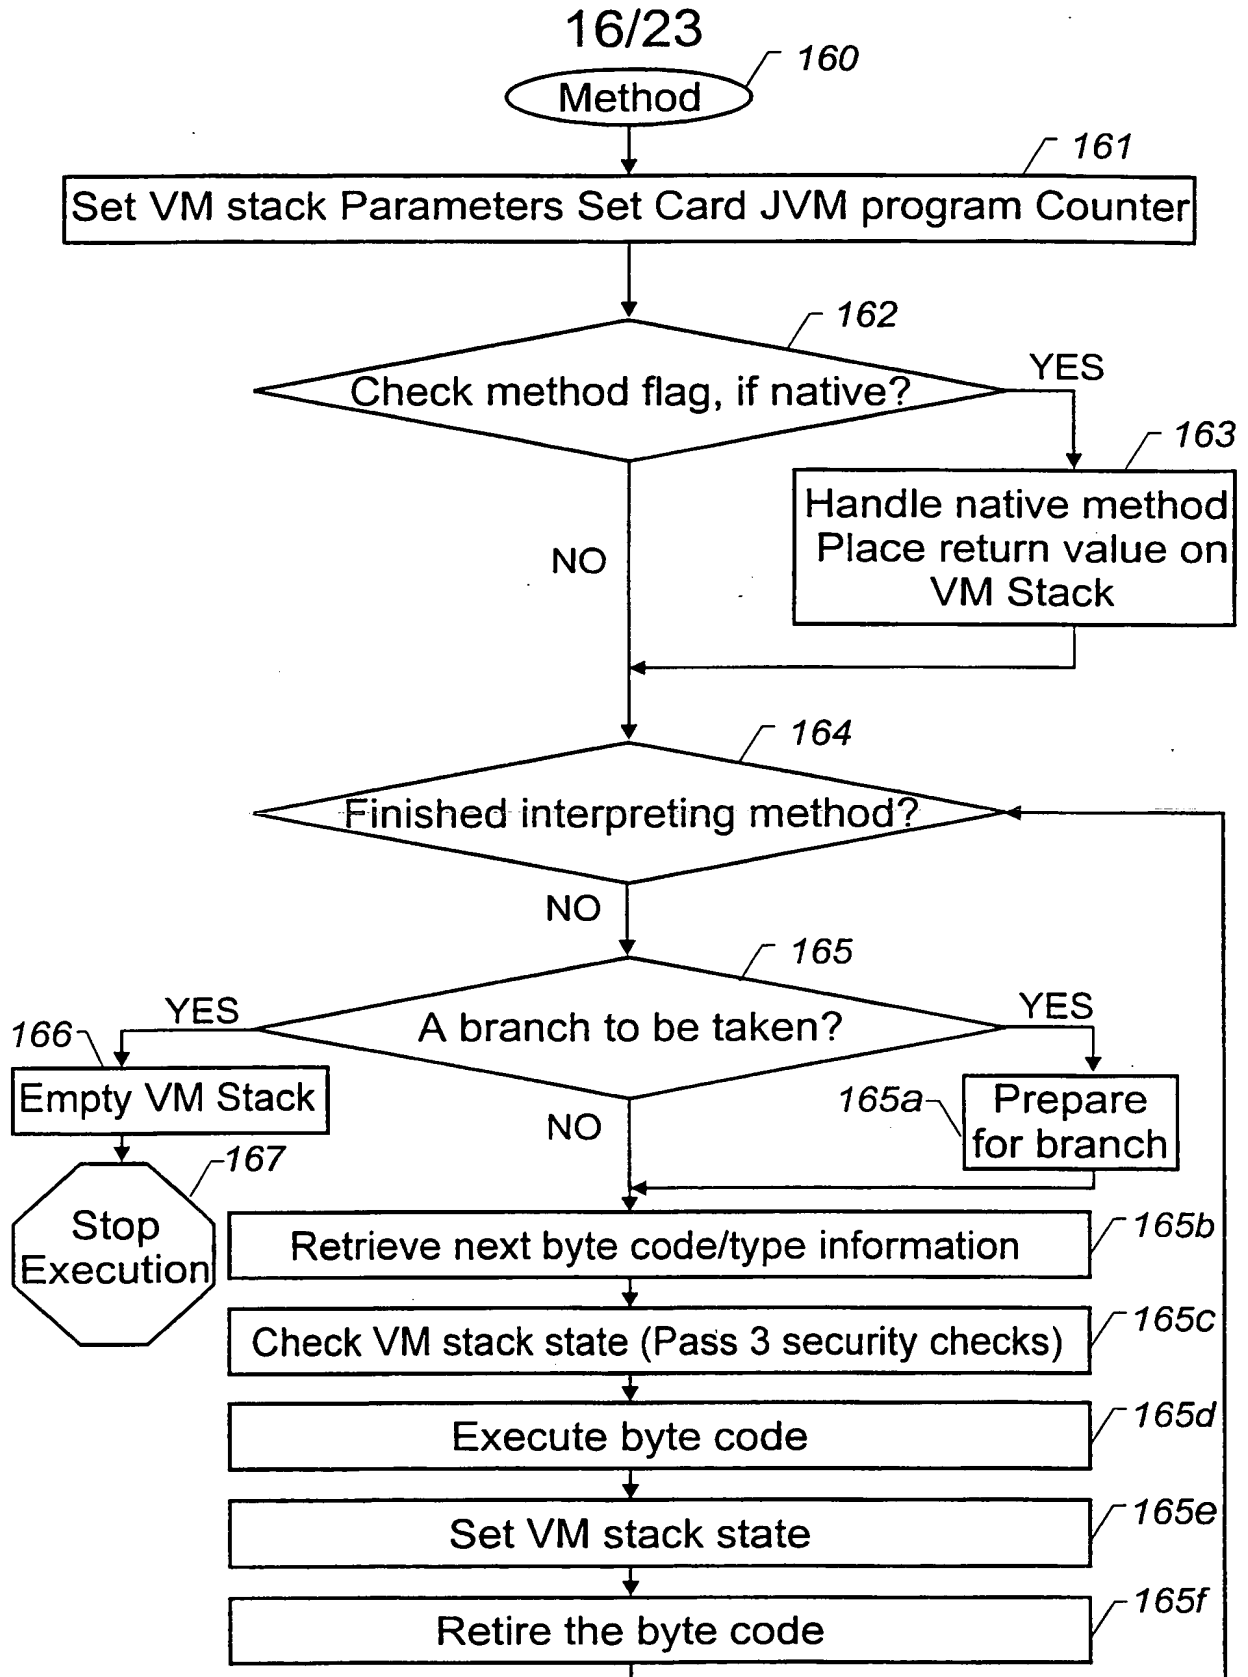 16/23
160
Method
161
Set VM stack Parameters Set Card JVM program Counter
162
Check method flag, if native?
YES
163
Handle native method
Place return value on
VM Stack
NO
164
Finished interpreting method?
NO
165
A branch to be taken?
YES
YES
166
Empty VM Stack
165a
Prepare
for branch
NO
167
Stop
Execution
165b
Retrieve next byte code/type information
165c
Check VM stack state (Pass 3 security checks)
165d
Execute byte code
165e
Set VM stack state
165f
Retire the byte code